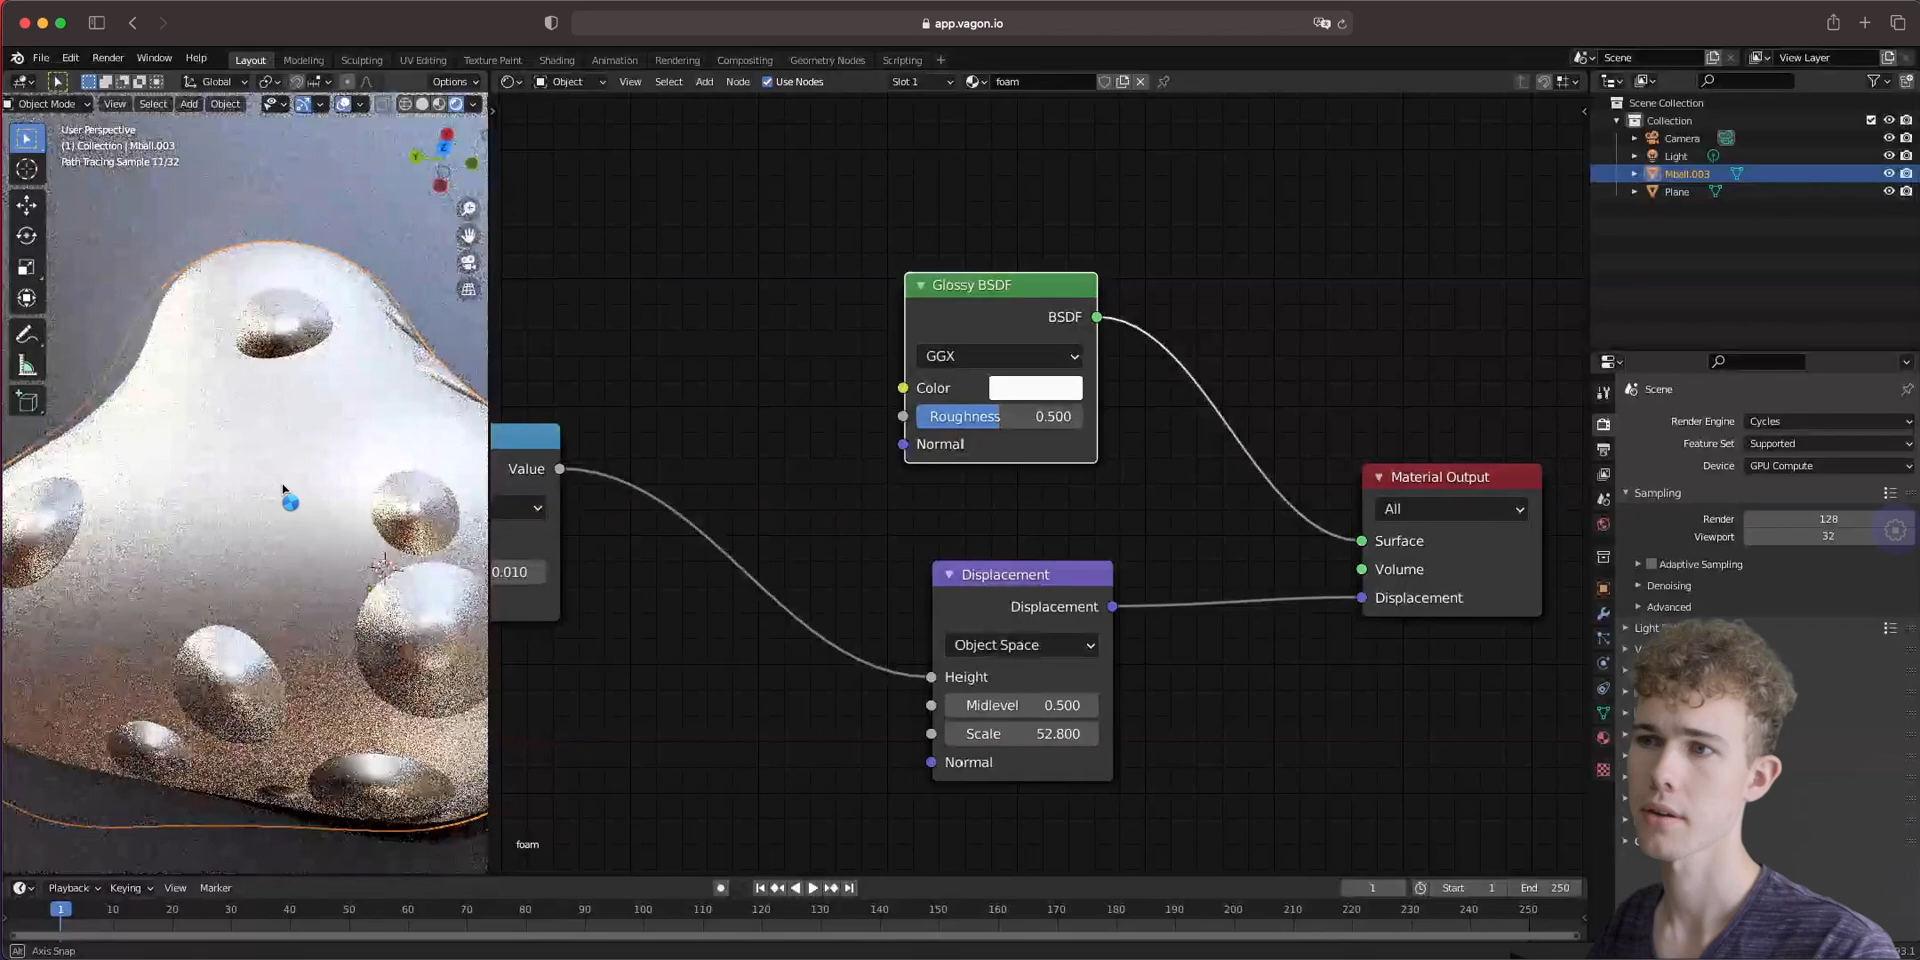 app.vagon.io
File Edit Render Window Help Layout Modeling Sculpting UV Editing Texture Paint Shading Animation Rendering Compositing Geometry Nodes Scripting Scene View Layer
Global Options Object View Select Add Node Use Nodes Slot 1 foam
Object Mode View Select Add Object
User Perspective
(1) Collection | Mball.003
Path Tracing Sample 11/32
Scene Collection
Collection
Camera
Light
Mball.003
Plane
Glossy BSDF
BSDF
GGX
Color
Roughness 0.500
Normal
Value
0.010
Displacement
Displacement
Object Space
Height
Midlevel 0.500
Scale 52.800
Normal
Material Output
All
Surface
Volume
Displacement
foam
Scene
Render Engine Cycles
Feature Set Supported
Device GPU Compute
Sampling
Render 128
Viewport 32
Adaptive Sampling
Denoising
Advanced
Playback Keying View Marker 1 Start 1 End 250
1 10 20 30 40 50 60 70 80 90 100 110 120 130 140 150 160 170 180 190 200 210 220 230 240 250
Alt Axis Snap